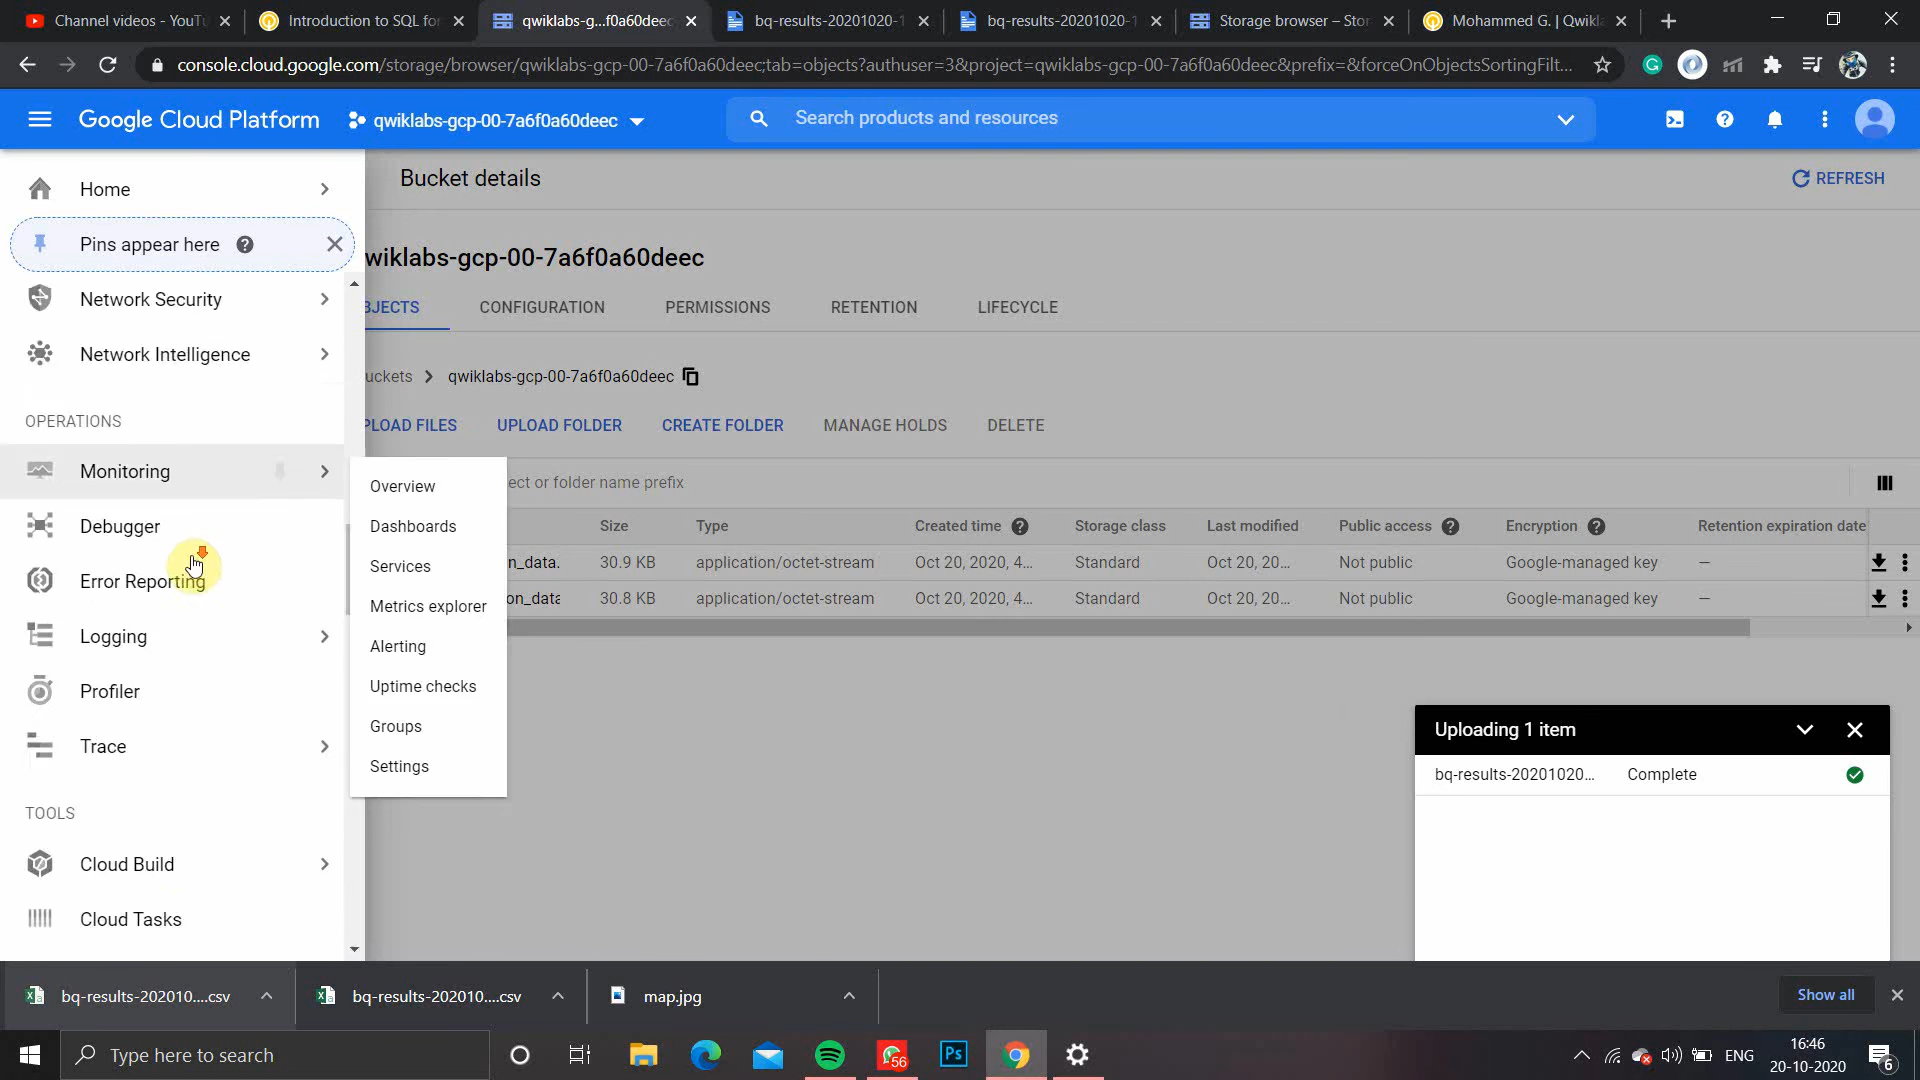 Channel videos - YouTu
Introduction to SQL for
qwiklabs-g...f0a60deec
bq-results-20201020-1
bq-results-20201020-1
Storage browser – Stor
Mohammed G. | Qwikl
console.cloud.google.com/storage/browser/qwiklabs-gcp-00-7a6f0a60deec;tab=objects?authuser=3&project=qwiklabs-gcp-00-7a6f0a60deec&prefix=&forceOnObjectsSortingFilt...
Google Cloud Platform
qwiklabs-gcp-00-7a6f0a60deec
Search products and resources
Home
Pins appear here
Network Security
Network Intelligence
OPERATIONS
Monitoring
Debugger
Error Reporting
Logging
Profiler
Trace
TOOLS
Cloud Build
Cloud Tasks
Overview
Dashboards
Services
Metrics explorer
Alerting
Uptime checks
Groups
Settings
Bucket details
REFRESH
wiklabs-gcp-00-7a6f0a60deec
BJECTS CONFIGURATION PERMISSIONS RETENTION LIFECYCLE
uckets > qwiklabs-gcp-00-7a6f0a60deec
PLOAD FILES UPLOAD FOLDER CREATE FOLDER MANAGE HOLDS DELETE
ect or folder name prefix
Size Type Created time Storage class Last modified Public access Encryption Retention expiration date
n_data. 30.9 KB application/octet-stream Oct 20, 2020, 4... Standard Oct 20, 20... Not public Google-managed key –
on_data 30.8 KB application/octet-stream Oct 20, 2020, 4... Standard Oct 20, 20... Not public Google-managed key –
Uploading 1 item
bq-results-20201020... Complete
bq-results-202010....csv
bq-results-202010....csv
map.jpg
Show all
Type here to search
56
Ps
ENG
16:46
20-10-2020
6